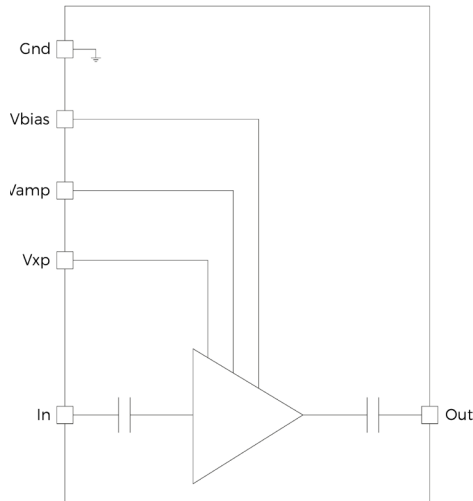 Gnd
Vbias
Vamp
Vxp
In
Out